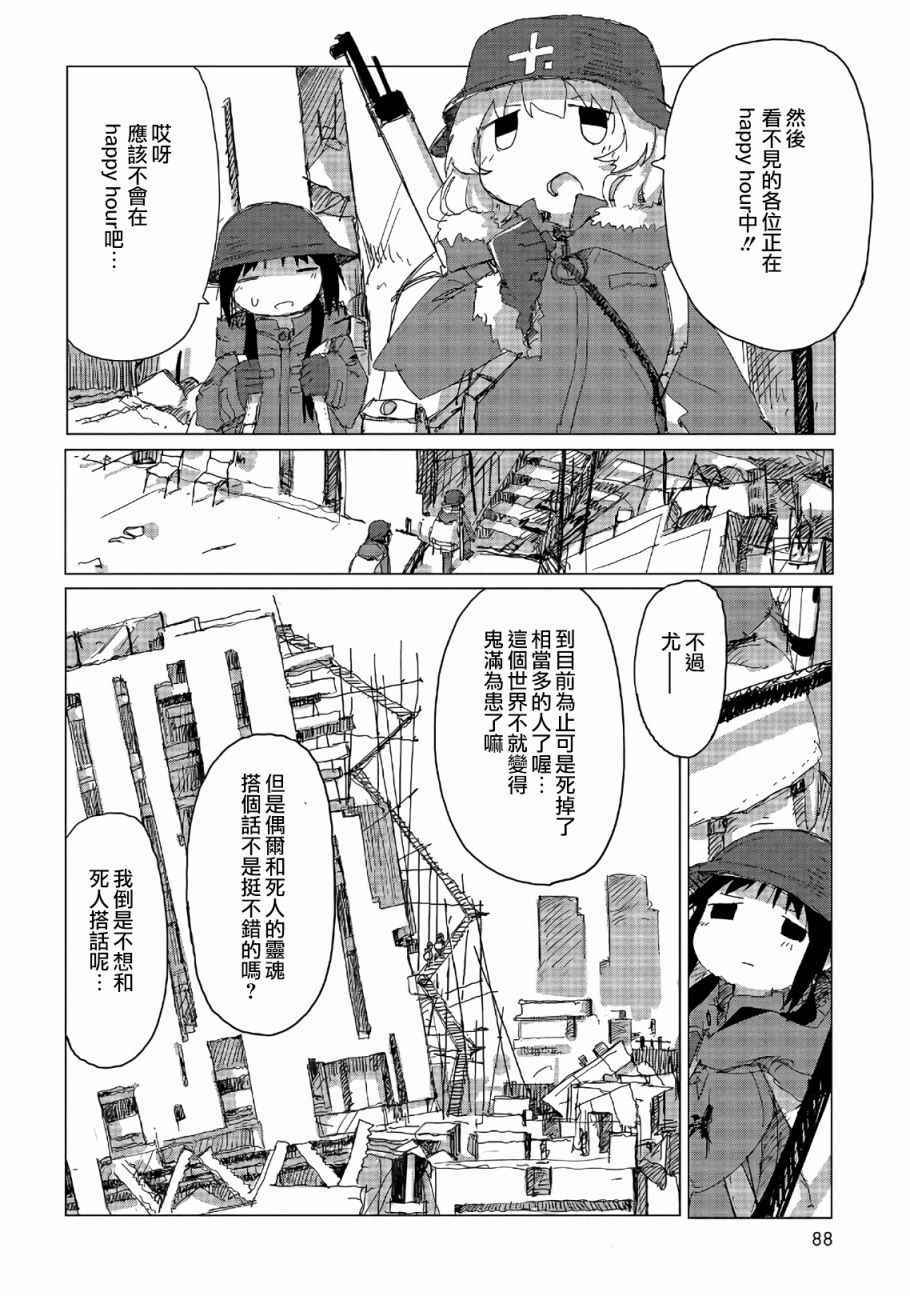 然後
看不見的各位正在
happy hour中!!
哎呀
應該不會在
happy hour吧…
不過
尤——
到目前為止可是死掉了
相當多的人了喔…
這個世界不就變得
鬼滿為患了嘛
但是偶爾和死人的靈魂
搭個話不是挺不錯的嗎?
我倒是不想和
死人搭話呢…
88